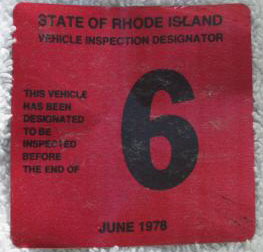 STATE OF RHODE ISLAND
VEHICLE INSPECTION DESIGNATOR
THIS VEHICLE
HAS BEEN
DESIGNATED
TO BE
INSPECTED
BEFORE
THE END OF
6
JUNE 1978